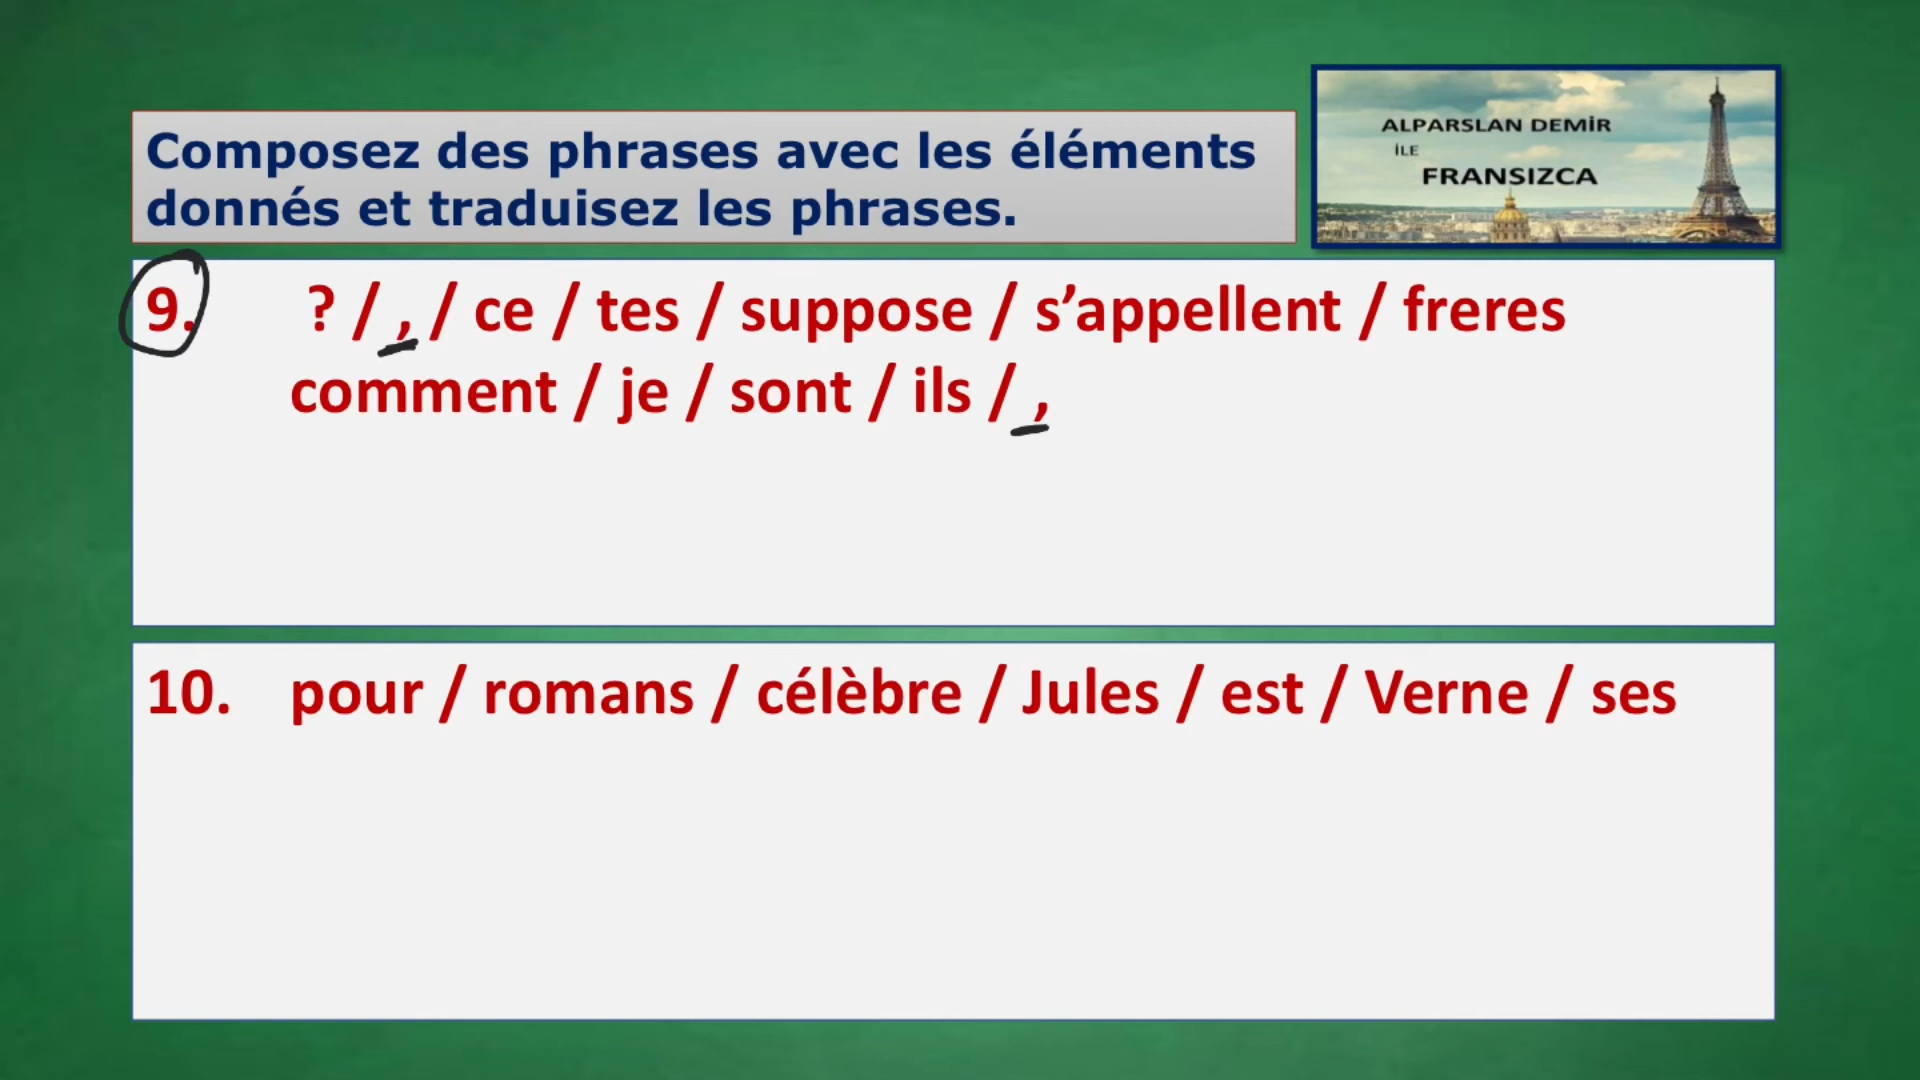 Composez des phrases avec les éléments
donnés et traduisez les phrases.
ALPARSLAN DEMİR
İLE
FRANSIZCA
9. ? / , / ce / tes / suppose / s’appellent / freres
comment / je / sont / ils / ,
10. pour / romans / célèbre / Jules / est / Verne / ses